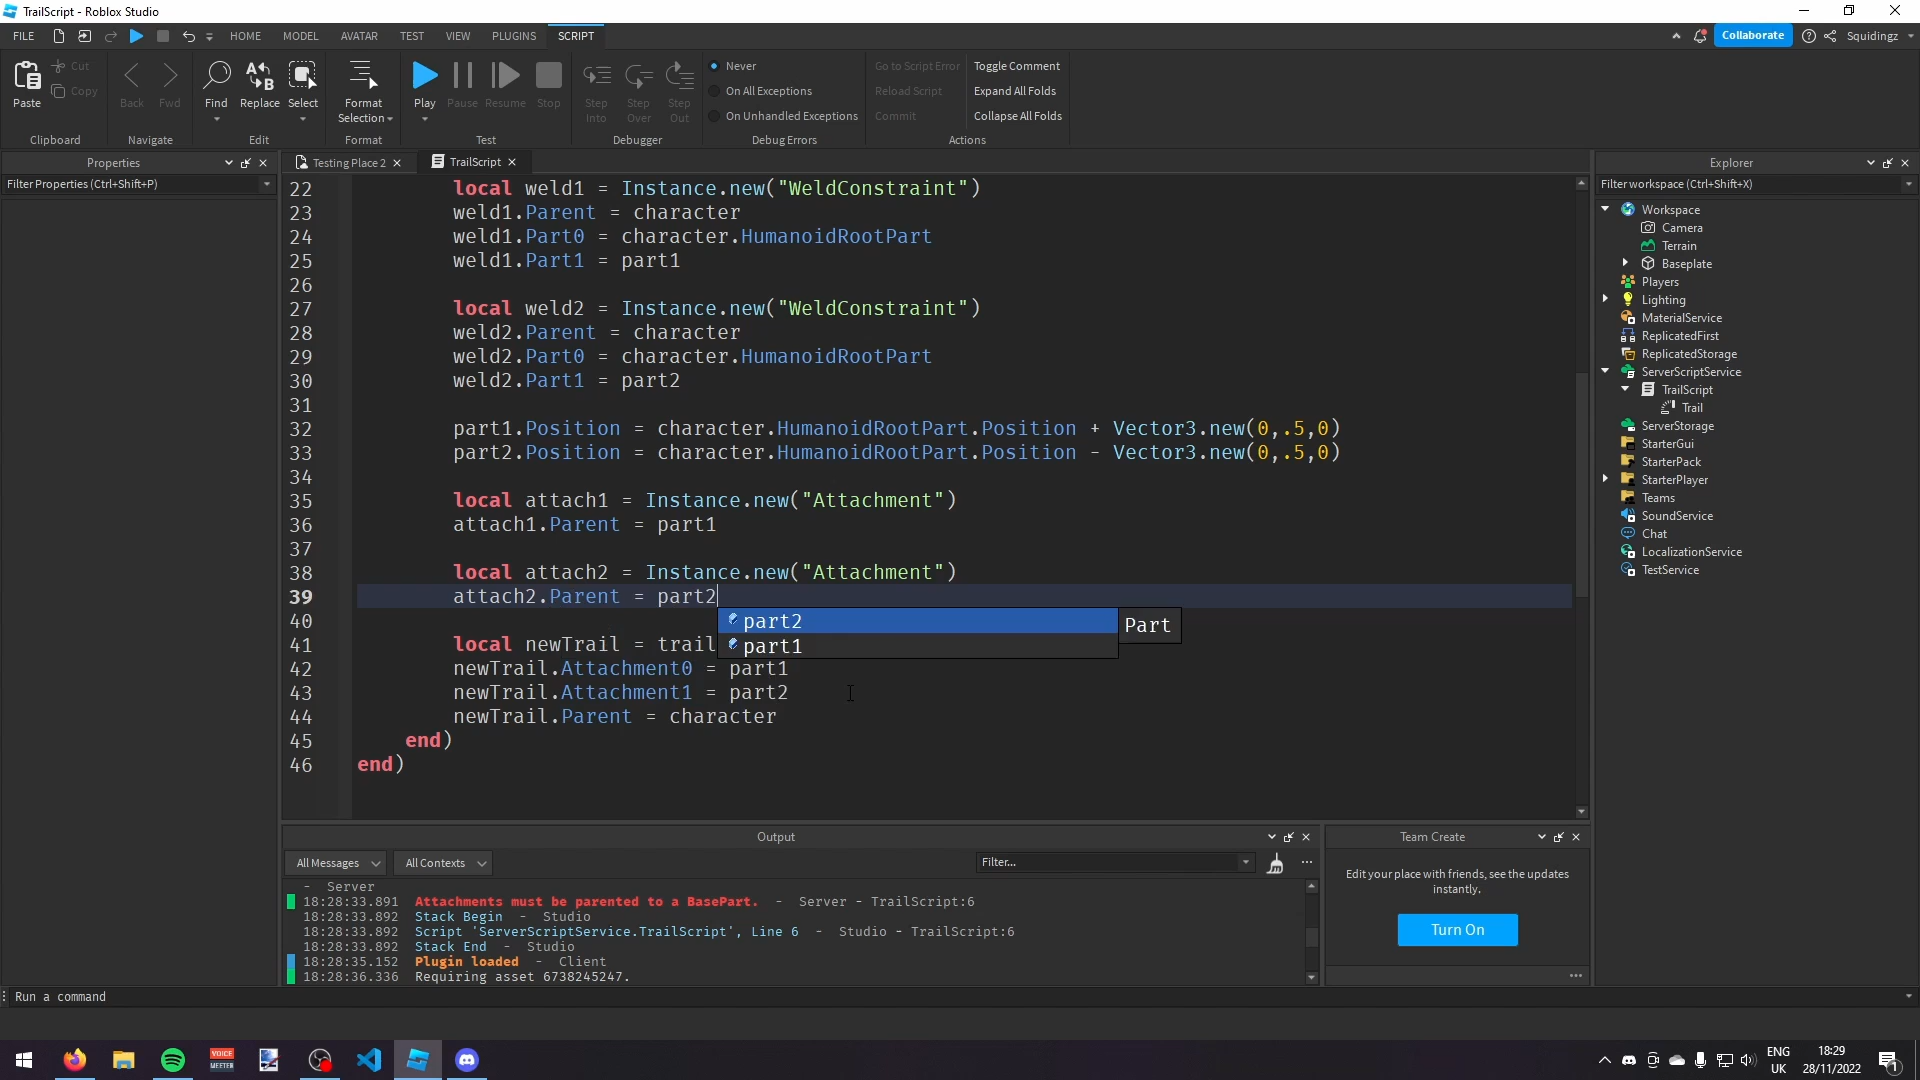 TrailScript - Roblox Studio
FILE HOME MODEL AVATAR TEST VIEW PLUGINS SCRIPT Collaborate Squidingz
Paste Cut Copy
Clipboard
Back Fwd
Navigate
Find Replace Select
Edit
Format Selection
Format
Play Pause Resume Stop
Test
Step Into Step Over Step Out
Debugger
Never
On All Exceptions
On Unhandled Exceptions
Debug Errors
Go to Script Error Toggle Comment
Reload Script Expand All Folds
Commit Collapse All Folds
Actions
Properties
Filter Properties (Ctrl+Shift+P)
Testing Place 2 TrailScript
22 local weld1 = Instance.new("WeldConstraint")
23 weld1.Parent = character
24 weld1.Part0 = character.HumanoidRootPart
25 weld1.Part1 = part1
26
27 local weld2 = Instance.new("WeldConstraint")
28 weld2.Parent = character
29 weld2.Part0 = character.HumanoidRootPart
30 weld2.Part1 = part2
31
32 part1.Position = character.HumanoidRootPart.Position + Vector3.new(0,.5,0)
33 part2.Position = character.HumanoidRootPart.Position - Vector3.new(0,.5,0)
34
35 local attach1 = Instance.new("Attachment")
36 attach1.Parent = part1
37
38 local attach2 = Instance.new("Attachment")
39 attach2.Parent = part2
40
part2 Part
part1
41 local newTrail = trail
42 newTrail.Attachment0 = part1
43 newTrail.Attachment1 = part2
44 newTrail.Parent = character
45 end)
46 end)
Explorer
Filter workspace (Ctrl+Shift+X)
Workspace
Camera
Terrain
Baseplate
Players
Lighting
MaterialService
ReplicatedFirst
ReplicatedStorage
ServerScriptService
TrailScript
Trail
ServerStorage
StarterGui
StarterPack
StarterPlayer
Teams
SoundService
Chat
LocalizationService
TestService
Output
All Messages All Contexts Filter...
- Server
18:28:33.891 Attachments must be parented to a BasePart. - Server - TrailScript:6
18:28:33.892 Stack Begin - Studio
18:28:33.892 Script 'ServerScriptService.TrailScript', Line 6 - Studio - TrailScript:6
18:28:33.892 Stack End - Studio
18:28:35.152 Plugin loaded - Client
18:28:36.336 Requiring asset 6738245247.
Team Create
Edit your place with friends, see the updates
instantly.
Turn On
Run a command
VOICE
MEETER
ENG
UK
18:29
28/11/2022
1